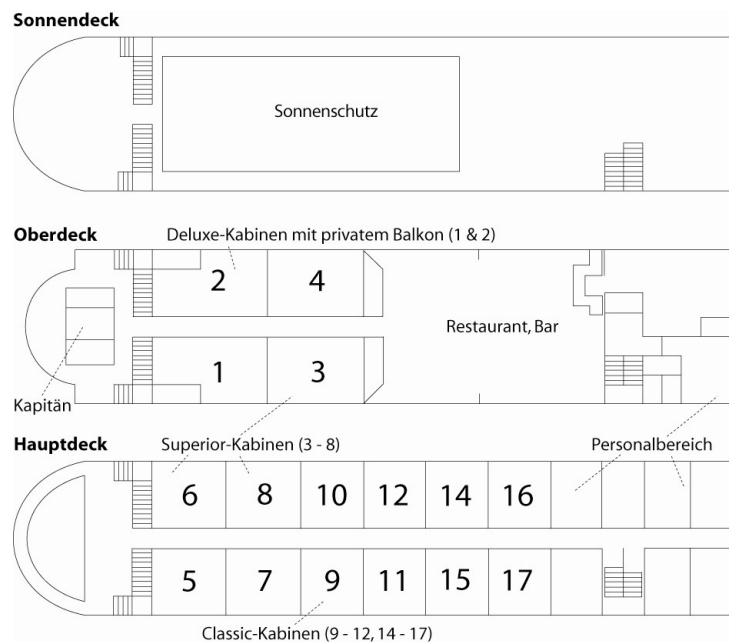 Sonnendeck
Sonnenschutz
Oberdeck
Deluxe-Kabinen mit privatem Balkon (1 & 2)
2
4
Restaurant, Bar
1
3
Kapitän
Hauptdeck
Superior-Kabinen (3 - 8)
Personalbereich
6
8
10
12
14
16
5
7
9
11
15
17
Classic-Kabinen (9 - 12, 14 - 17)